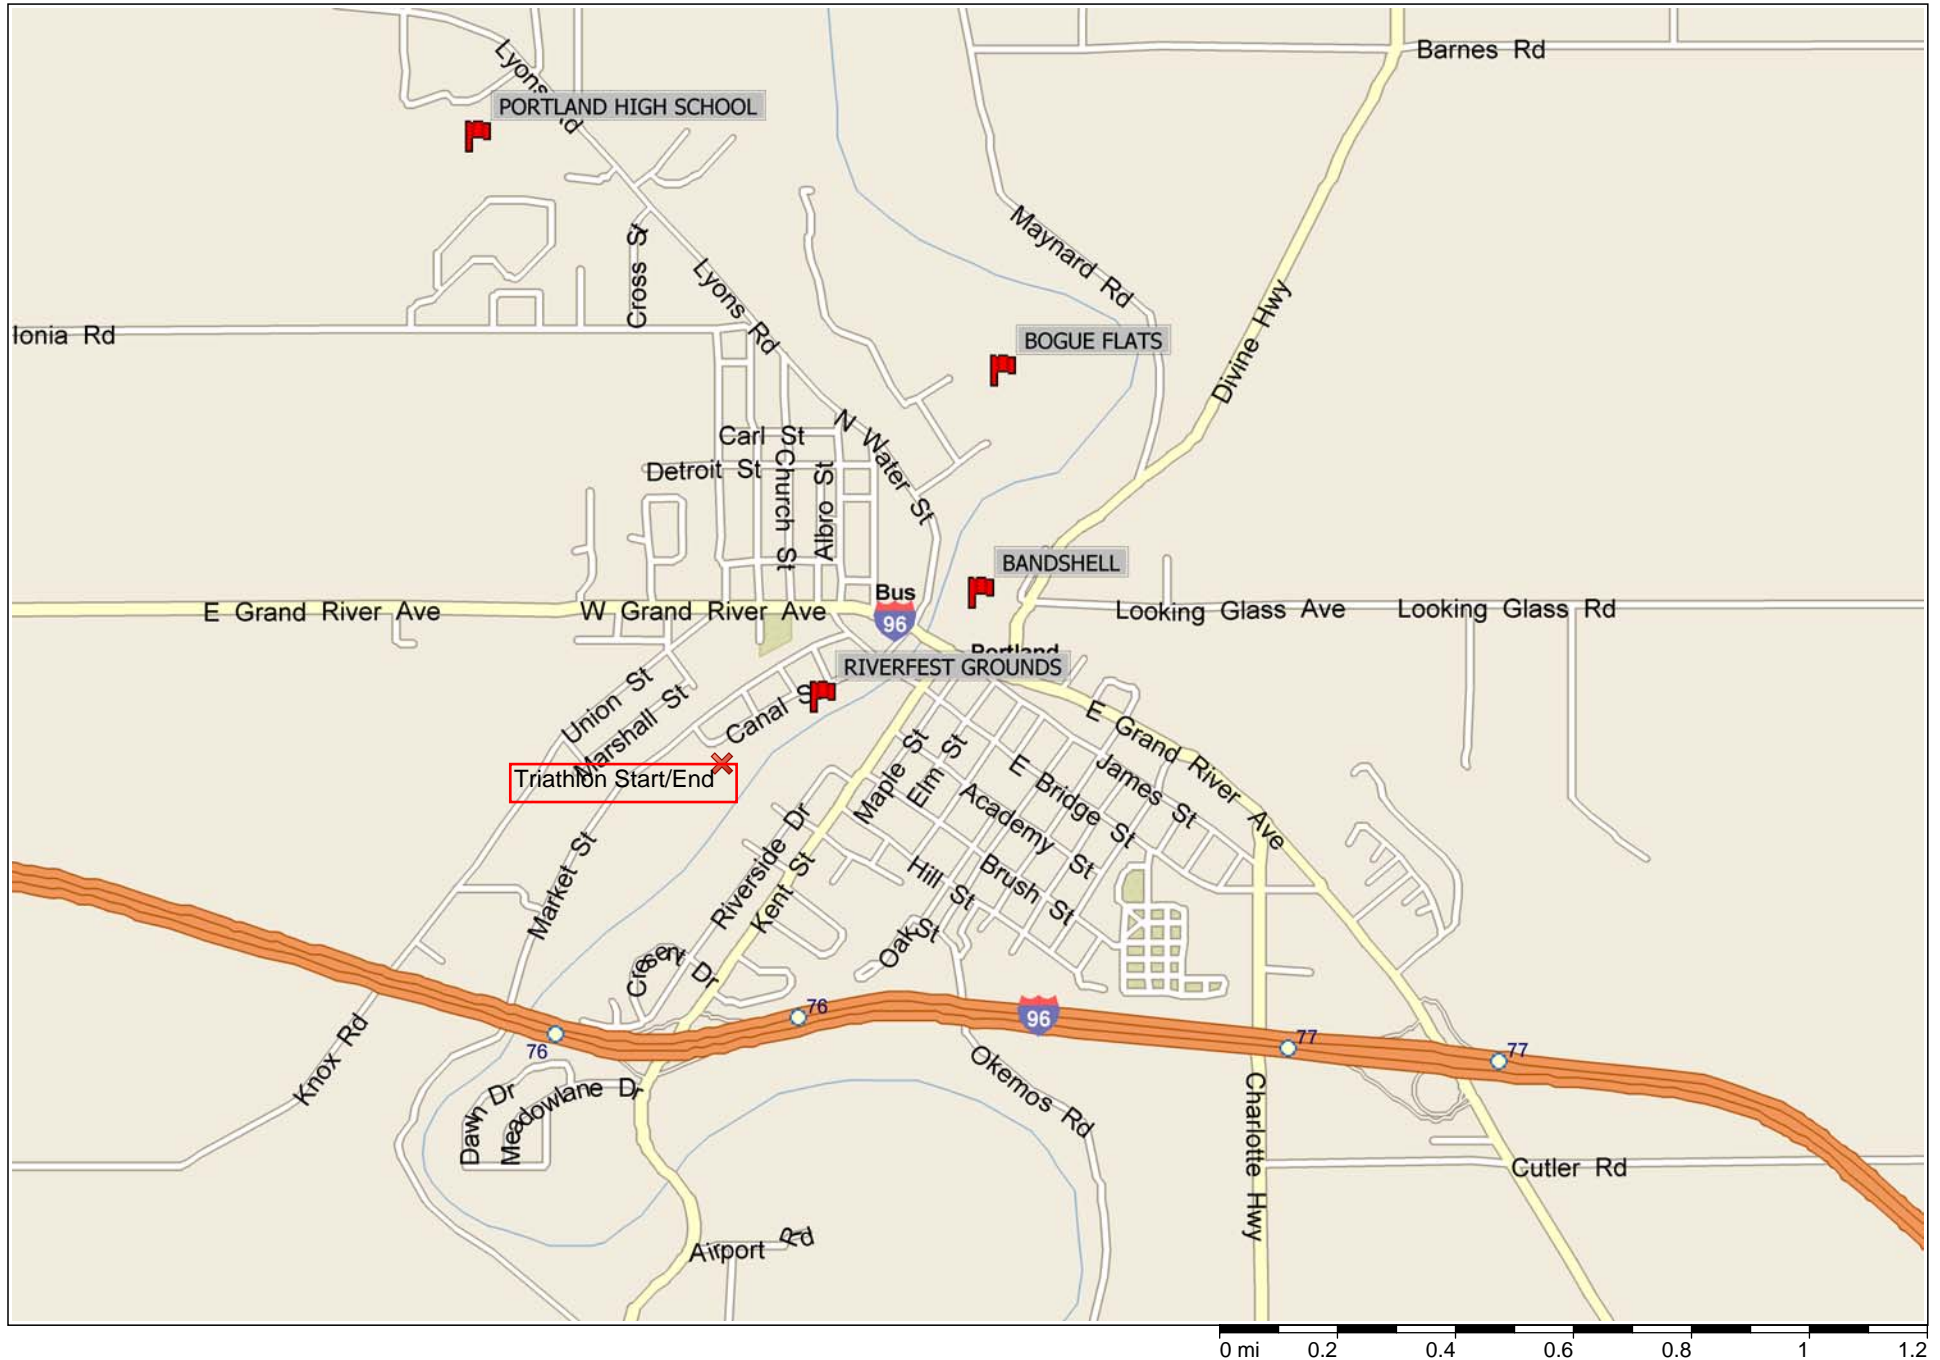 Barnes Rd
Lyons Rd
PORTLAND HIGH SCHOOL
Maynard Rd
Cross St
Lyons Rd
Ionia Rd
BOGUE FLATS
Divine Hwy
N Water St
Carl St
Detroit St
Church St
Albro St
BANDSHELL
Bus
96
E Grand River Ave
W Grand River Ave
Looking Glass Ave
Looking Glass Rd
Portland
RIVERFEST GROUNDS
Union St
Marshall St
Canal S
E Grand River Ave
Triathlon Start/End
Maple St
Elm St
E Bridge St
James St
Academy St
Riverside Dr
Kent St
Market St
Hill St
Brush St
Oak St
Cresent Dr
76
76
96
77
77
Knox Rd
Okemos Rd
Dawn Dr
Meadowlane Dr
Charlotte Hwy
Cutler Rd
Airport Rd
0 mi 0.2 0.4 0.6 0.8 1 1.2